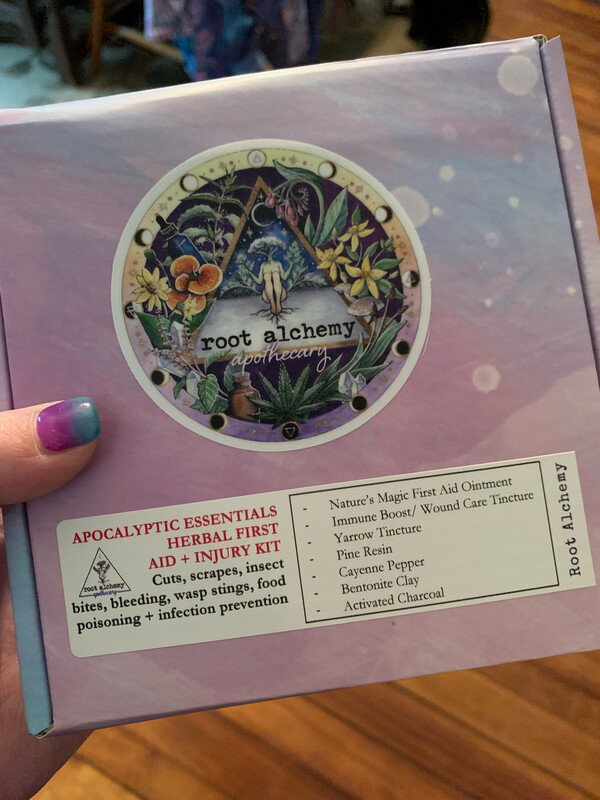 root alchemy
apothecary
APOCALYPTIC ESSENTIALS
HERBAL FIRST
AID + INJURY KIT
Cuts, scrapes, insect
bites, bleeding, wasp stings, food
poisoning + infection prevention
root alchemy
apothecary
- Nature's Magic First Aid Ointment
- Immune Boost/ Wound Care Tincture
- Yarrow Tincture
- Pine Resin
- Cayenne Pepper
- Bentonite Clay
- Activated Charcoal
Root Alchemy